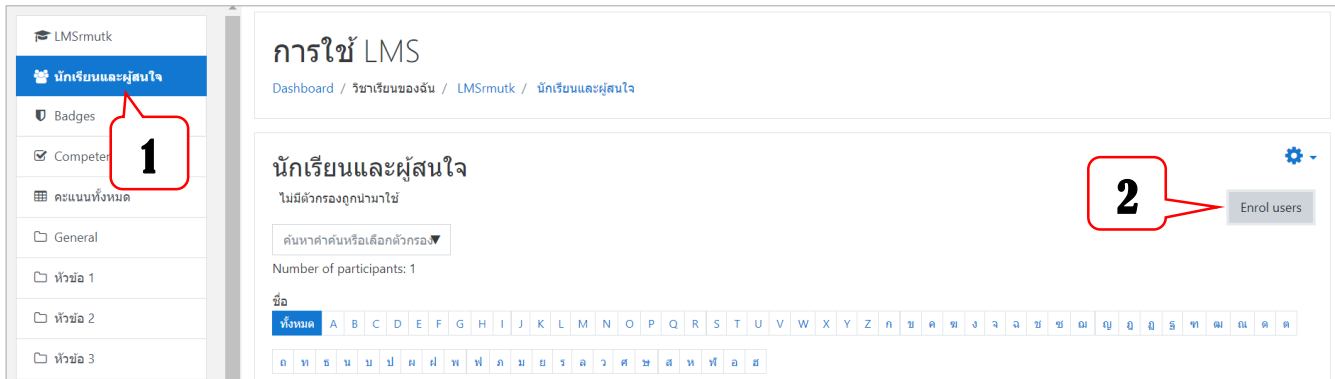 LMSrmutk
นักเรียนและผู้สนใจ
Badges
Competen
คะแนนทั้งหมด
General
หัวข้อ 1
หัวข้อ 2
หัวข้อ 3
1
การใช้ LMS
Dashboard / วิชาเรียนของฉัน / LMSrmutk / นักเรียนและผู้สนใจ
นักเรียนและผู้สนใจ
ไม่มีตัวกรองถูกนำมาใช้
2
Enrol users
ค้นหาคำค้นหรือเลือกตัวกรอง▼
Number of participants: 1
ชื่อ
ทั้งหมด A B C D E F G H I J K L M N O P Q R S T U V W X Y Z ก ข ค ฆ ง จ ฉ ช ซ ฌ ญ ฎ ฏ ฐ ฑ ฒ ณ ด ต
ถ ท ธ น บ ป ผ ฝ พ ฟ ภ ม ย ร ล ว ศ ษ ส ห ฬ อ ฮ